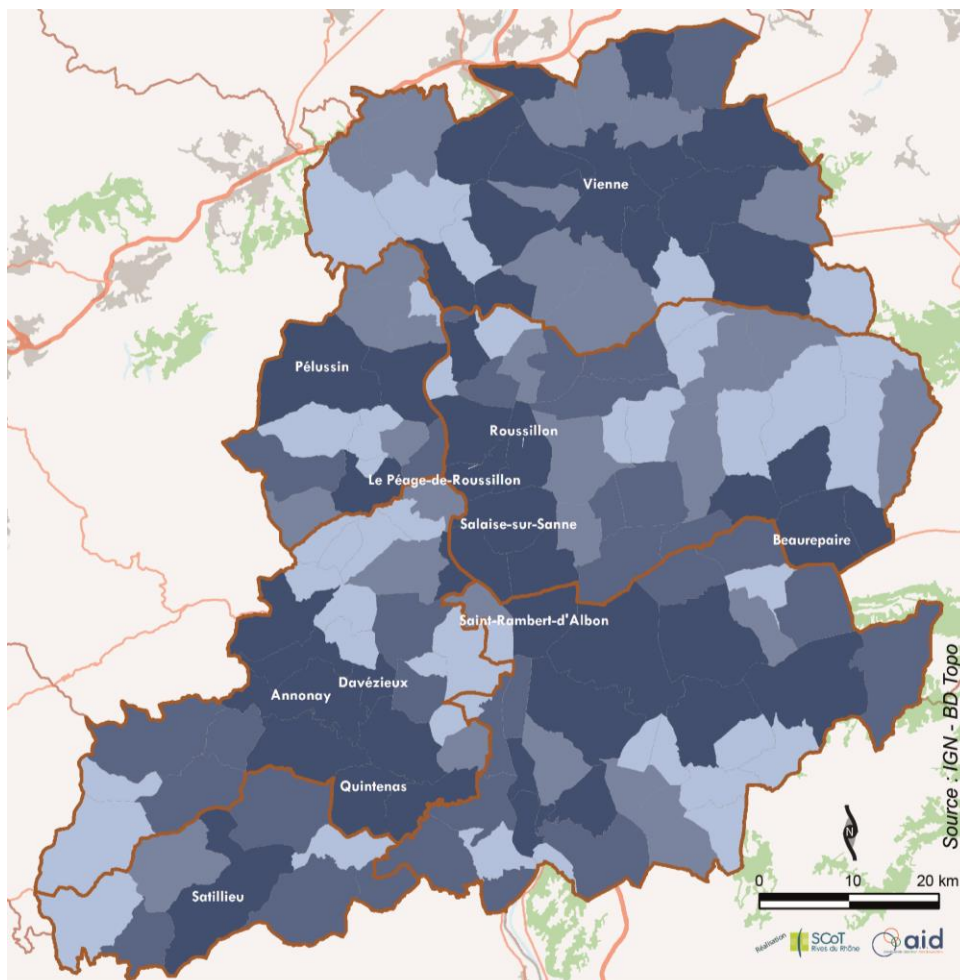 Vienne
Pélussin
Roussillon
Le Péage-de-Roussillon
Salaise-sur-Sanne
Beaurepaire
Saint-Rambert-d'Albon
Davézieux
Annonay
Quintenas
Satillieu
Source : IGN - BD Topo
N
0 10 20 km
Réalisation
SCoT
Rives du Rhône
aid